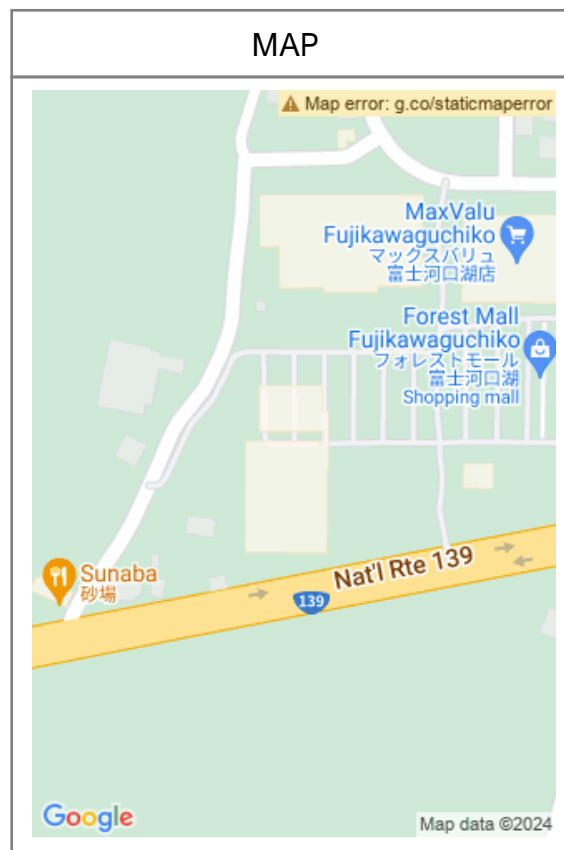 MAP
Map error: g.co/staticmaperror
MaxValu
Fujikawaguchiko
マックスバリュ
富士河口湖店
Forest Mall
Fujikawaguchiko
フォレストモール
富士河口湖
Shopping mall
Nat'l Rte 139
139
Sunaba
砂場
Google
Map data ©2024